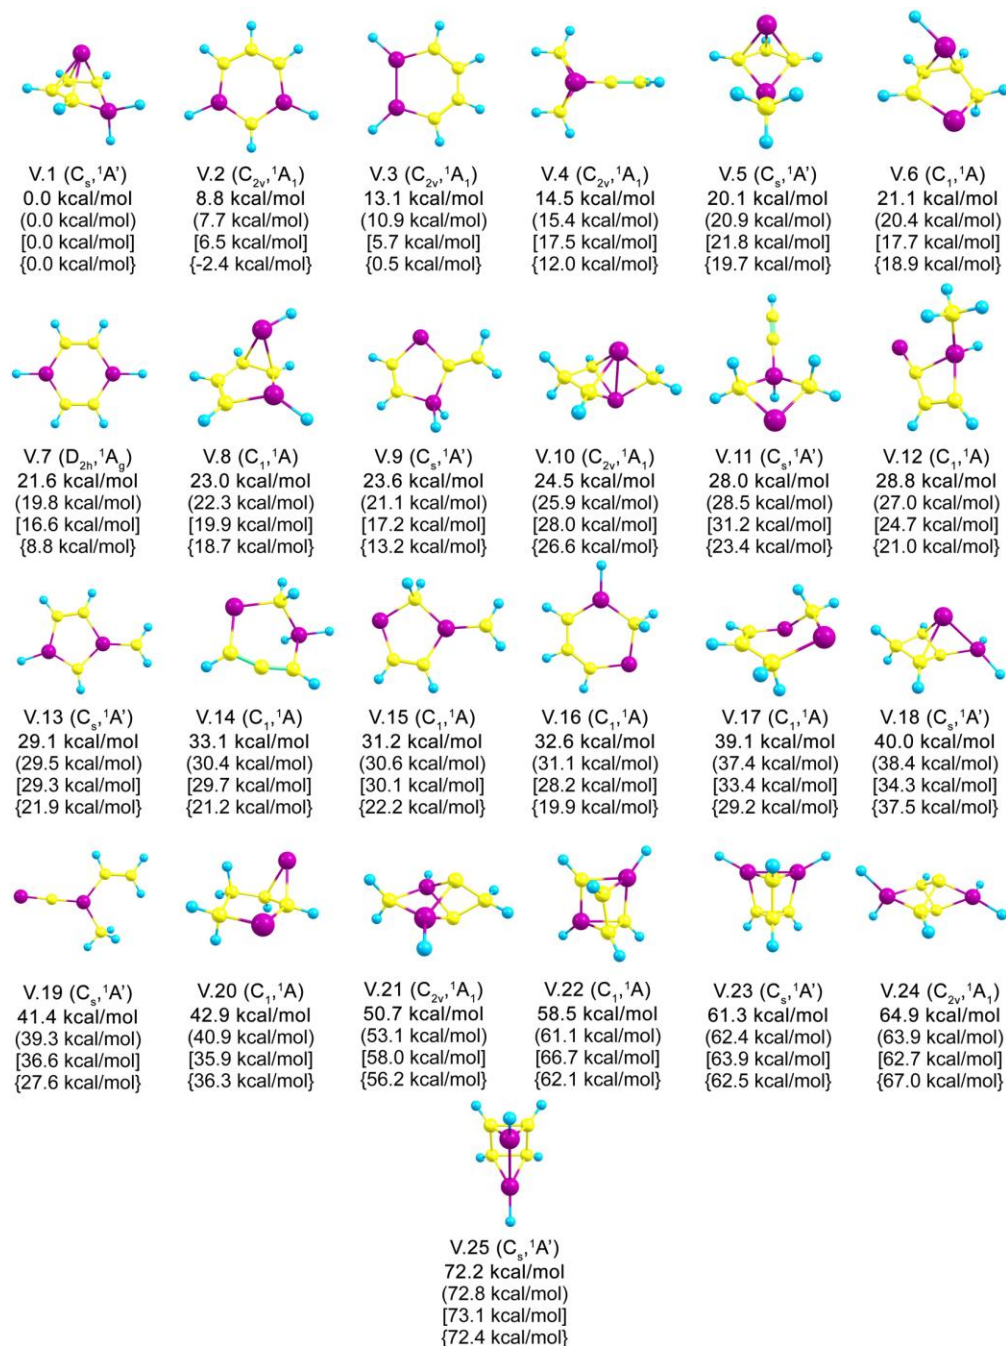 V.1 (Cs,¹A') V.2 (C2v,¹A1) V.3 (C2v,¹A1) V.4 (C2v,¹A1) V.5 (Cs,¹A') V.6 (C1,¹A)
0.0 kcal/mol 8.8 kcal/mol 13.1 kcal/mol 14.5 kcal/mol 20.1 kcal/mol 21.1 kcal/mol
(0.0 kcal/mol) (7.7 kcal/mol) (10.9 kcal/mol) (15.4 kcal/mol) (20.9 kcal/mol) (20.4 kcal/mol)
[0.0 kcal/mol] [6.5 kcal/mol] [5.7 kcal/mol] [17.5 kcal/mol] [21.8 kcal/mol] [17.7 kcal/mol]
{0.0 kcal/mol} {-2.4 kcal/mol} {0.5 kcal/mol} {12.0 kcal/mol} {19.7 kcal/mol} {18.9 kcal/mol}
V.7 (D2h,¹Ag) V.8 (C1,¹A) V.9 (Cs,¹A') V.10 (C2v,¹A1) V.11 (Cs,¹A') V.12 (C1,¹A)
21.6 kcal/mol 23.0 kcal/mol 23.6 kcal/mol 24.5 kcal/mol 28.0 kcal/mol 28.8 kcal/mol
(19.8 kcal/mol) (22.3 kcal/mol) (21.1 kcal/mol) (25.9 kcal/mol) (28.5 kcal/mol) (27.0 kcal/mol)
[16.6 kcal/mol] [19.9 kcal/mol] [17.2 kcal/mol] [28.0 kcal/mol] [31.2 kcal/mol] [24.7 kcal/mol]
{8.8 kcal/mol} {18.7 kcal/mol} {13.2 kcal/mol} {26.6 kcal/mol} {23.4 kcal/mol} {21.0 kcal/mol}
V.13 (Cs,¹A') V.14 (C1,¹A) V.15 (C1,¹A) V.16 (C1,¹A) V.17 (C1,¹A) V.18 (Cs,¹A')
29.1 kcal/mol 33.1 kcal/mol 31.2 kcal/mol 32.6 kcal/mol 39.1 kcal/mol 40.0 kcal/mol
(29.5 kcal/mol) (30.4 kcal/mol) (30.6 kcal/mol) (31.1 kcal/mol) (37.4 kcal/mol) (38.4 kcal/mol)
[29.3 kcal/mol] [29.7 kcal/mol] [30.1 kcal/mol] [28.2 kcal/mol] [33.4 kcal/mol] [34.3 kcal/mol]
{21.9 kcal/mol} {21.2 kcal/mol} {22.2 kcal/mol} {19.9 kcal/mol} {29.2 kcal/mol} {37.5 kcal/mol}
V.19 (Cs,¹A') V.20 (C1,¹A) V.21 (C2v,¹A1) V.22 (C1,¹A) V.23 (Cs,¹A') V.24 (C2v,¹A1)
41.4 kcal/mol 42.9 kcal/mol 50.7 kcal/mol 58.5 kcal/mol 61.3 kcal/mol 64.9 kcal/mol
(39.3 kcal/mol) (40.9 kcal/mol) (53.1 kcal/mol) (61.1 kcal/mol) (62.4 kcal/mol) (63.9 kcal/mol)
[36.6 kcal/mol] [35.9 kcal/mol] [58.0 kcal/mol] [66.7 kcal/mol] [63.9 kcal/mol] [62.7 kcal/mol]
{27.6 kcal/mol} {36.3 kcal/mol} {56.2 kcal/mol} {62.1 kcal/mol} {62.5 kcal/mol} {67.0 kcal/mol}
V.25 (Cs,¹A')
72.2 kcal/mol
(72.8 kcal/mol)
[73.1 kcal/mol]
{72.4 kcal/mol}